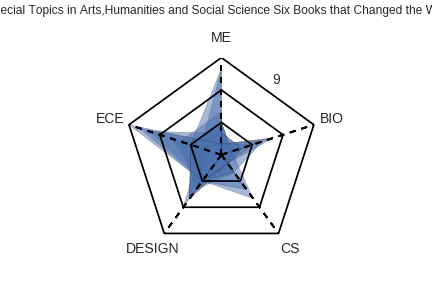 ecial Topics in Arts,Humanities and Social Science Six Books that Changed the W
ME
9
ECE
BIO
DESIGN
CS